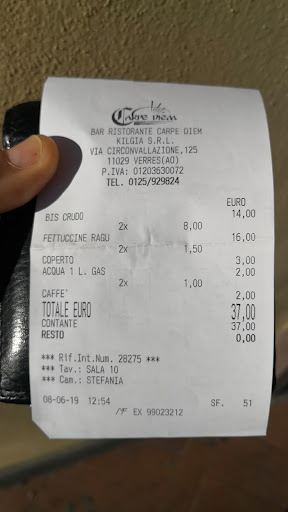 Carpe Diem
BAR RISTORANTE CARPE DIEM
KILGIA S.R.L.
VIA CIRCONVALLAZIONE,125
11029 VERRES(AO)
P.IVA: 01203630072
TEL. 0125/929824
EURO
BIS CRUDO 14,00
2x 8,00
FETTUCCINE RAGU 16,00
2x 1,50
COPERTO 3,00
ACQUA 1 L. GAS 2,00
2x 1,00
CAFFE' 2,00
TOTALE EURO 37,00
CONTANTE 37,00
RESTO 0,00
*** Rif.Int.Num. 28275 ***
*** Tav.: SALA 10
*** Cam.: STEFANIA
08-06-19 12:54 SF. 51
MF EX 99023212